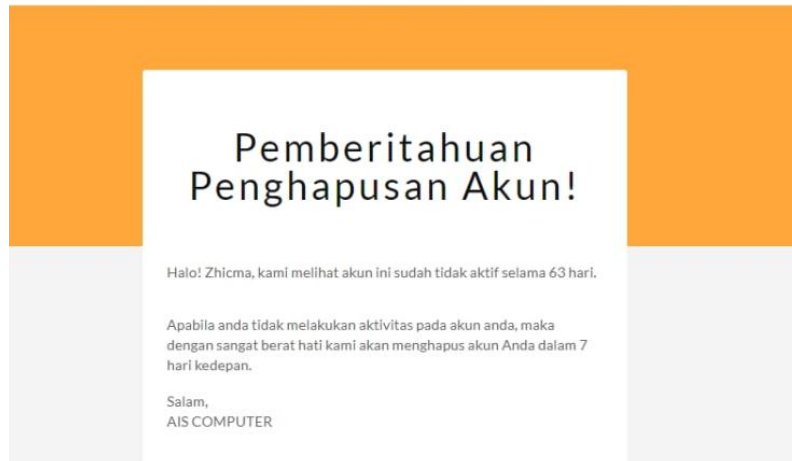 Pemberitahuan
Penghapusan Akun!
Halo! Zhicma, kami melihat akun ini sudah tidak aktif selama 63 hari.
Apabila anda tidak melakukan aktivitas pada akun anda, maka
dengan sangat berat hati kami akan menghapus akun Anda dalam 7
hari kedepan.
Salam,
AIS COMPUTER